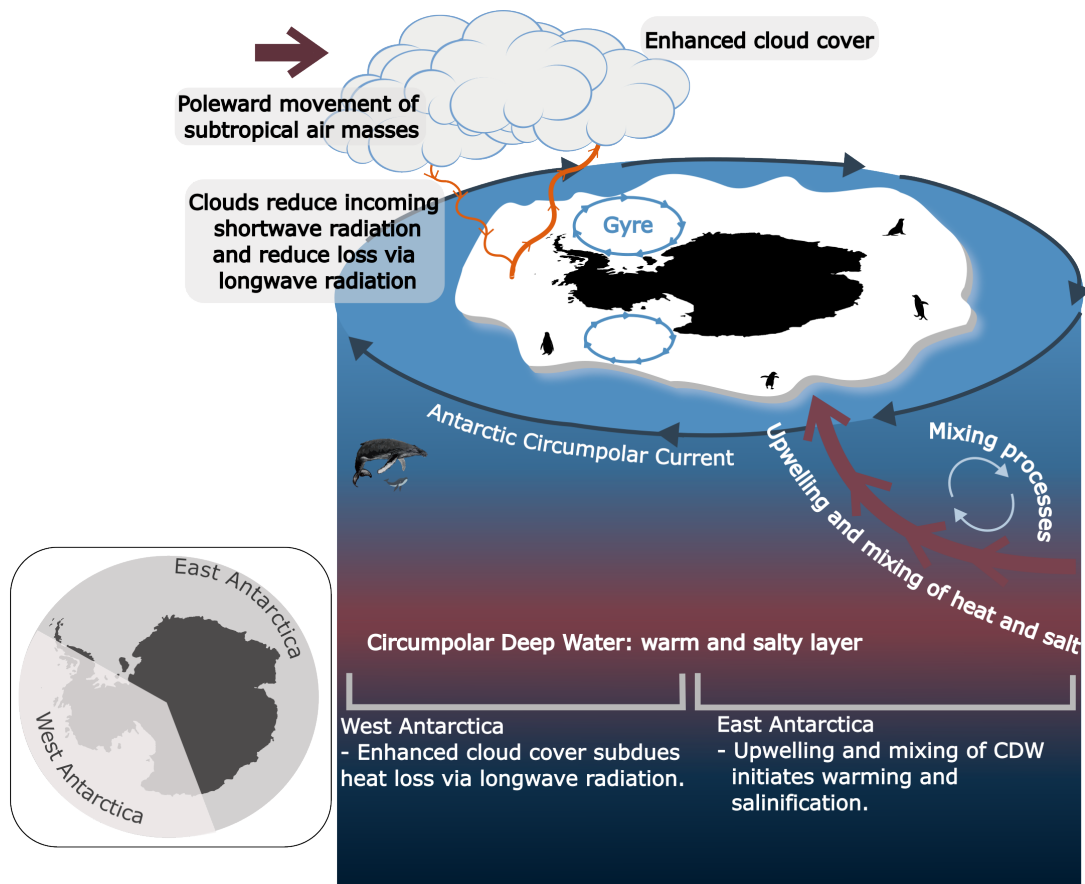 Enhanced cloud cover
Poleward movement of
subtropical air masses
Clouds reduce incoming
shortwave radiation
and reduce loss via
longwave radiation
Gyre
Antarctic Circumpolar Current
Mixing processes
Upwelling and mixing of heat and salt
East Antarctica
West Antarctica
Circumpolar Deep Water: warm and salty layer
West Antarctica
- Enhanced cloud cover subdues
heat loss via longwave radiation.
East Antarctica
- Upwelling and mixing of CDW
initiates warming and
salinification.